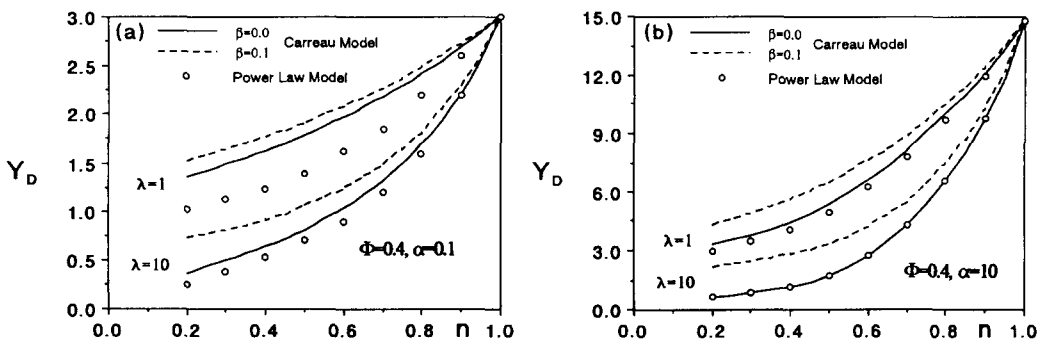 (a)
β=0.0
β=0.1
Carreau Model
Power Law Model
3.0
2.5
2.0
1.5
1.0
0.5
0.0
Y_D
λ=1
λ=10
Φ=0.4, α=0.1
0.0 0.2 0.4 0.6 0.8 n 1.0
(b)
β=0.0
β=0.1
Carreau Model
Power Law Model
15.0
12.0
9.0
6.0
3.0
0.0
Y_D
λ=1
λ=10
Φ=0.4, α=10
0.0 0.2 0.4 0.6 0.8 n 1.0